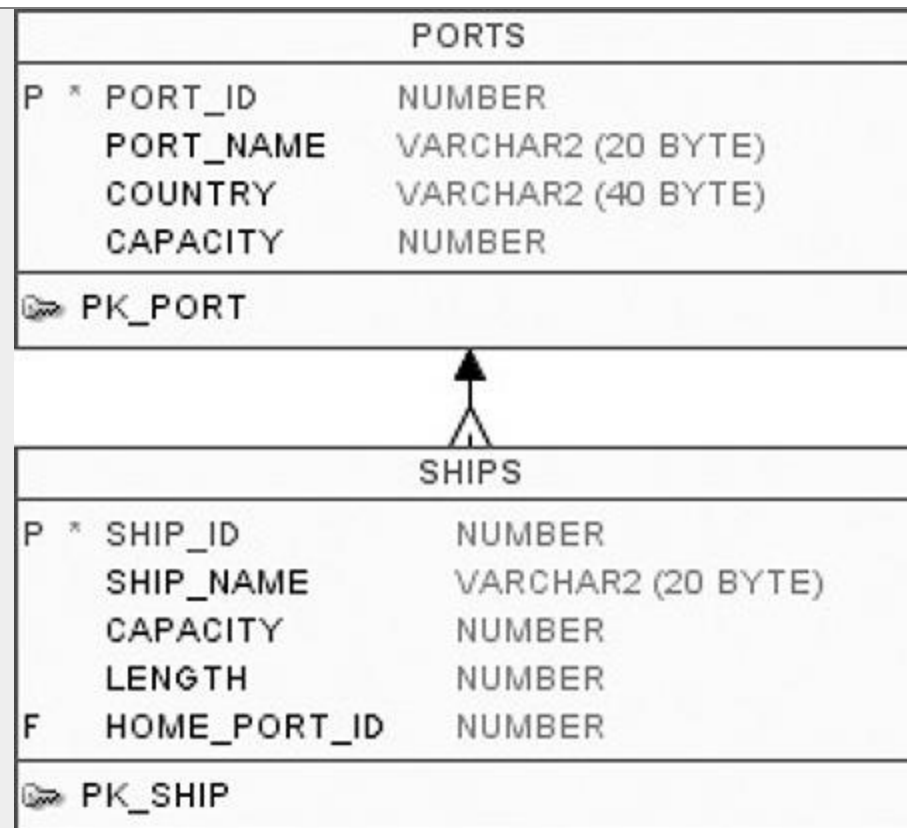 PORTS
P * PORT_ID NUMBER
PORT_NAME VARCHAR2 (20 BYTE)
COUNTRY VARCHAR2 (40 BYTE)
CAPACITY NUMBER
PK_PORT
SHIPS
P * SHIP_ID NUMBER
SHIP_NAME VARCHAR2 (20 BYTE)
CAPACITY NUMBER
LENGTH NUMBER
F HOME_PORT_ID NUMBER
PK_SHIP